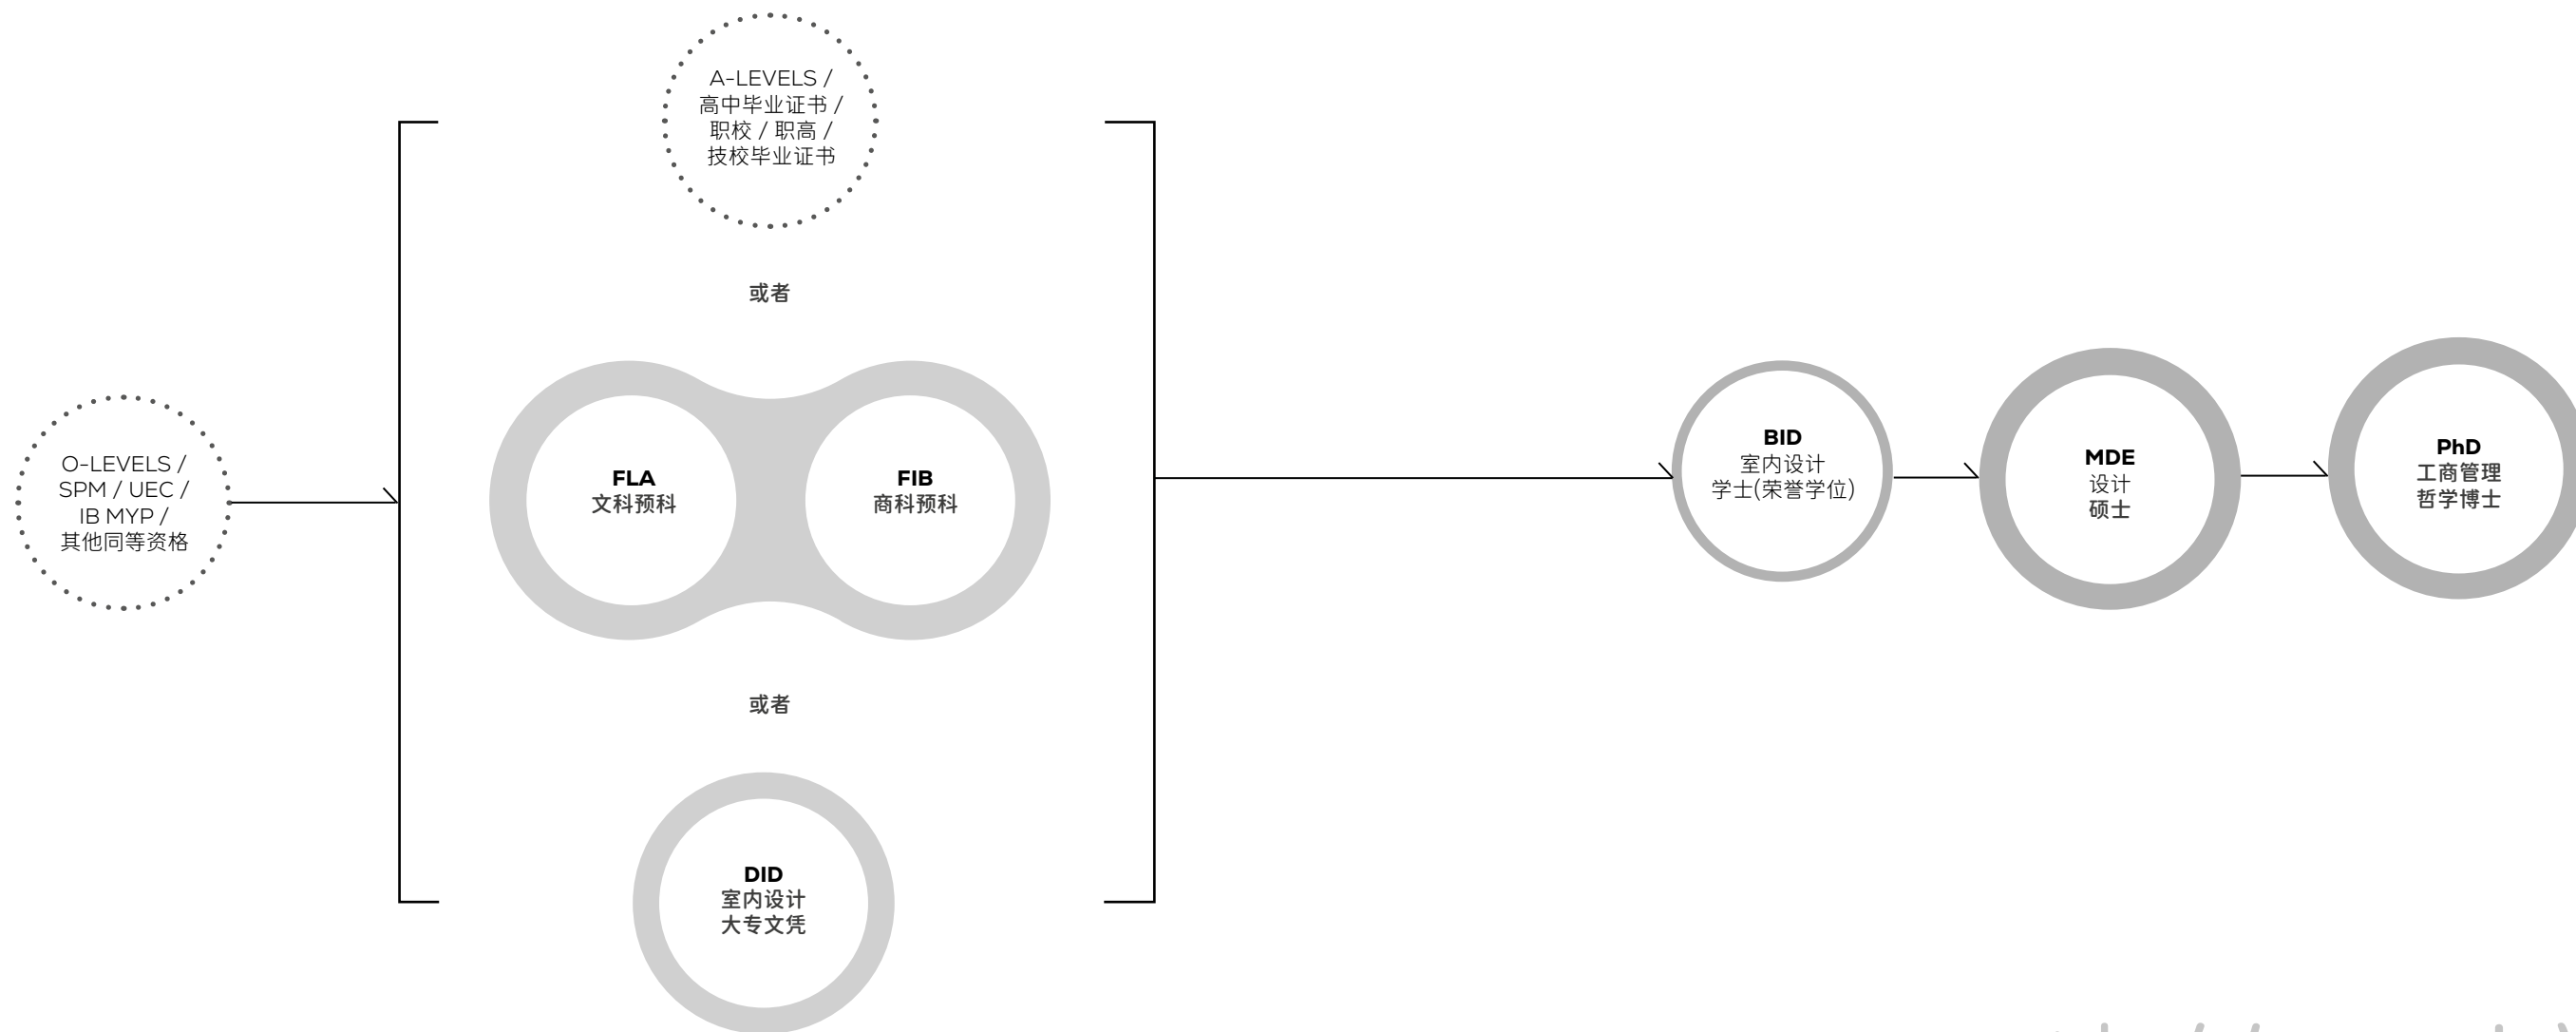 O-LEVELS /
SPM / UEC /
IB MYP /
其他同等资格
A-LEVELS /
高中毕业证书 /
职校 / 职高 /
技校毕业证书
或者
FLA
文科预科
FIB
商科预科
或者
DID
室内设计
大专文凭
BID
室内设计
学士(荣誉学位)
MDE
设计
硕士
PhD
工商管理
哲学博士